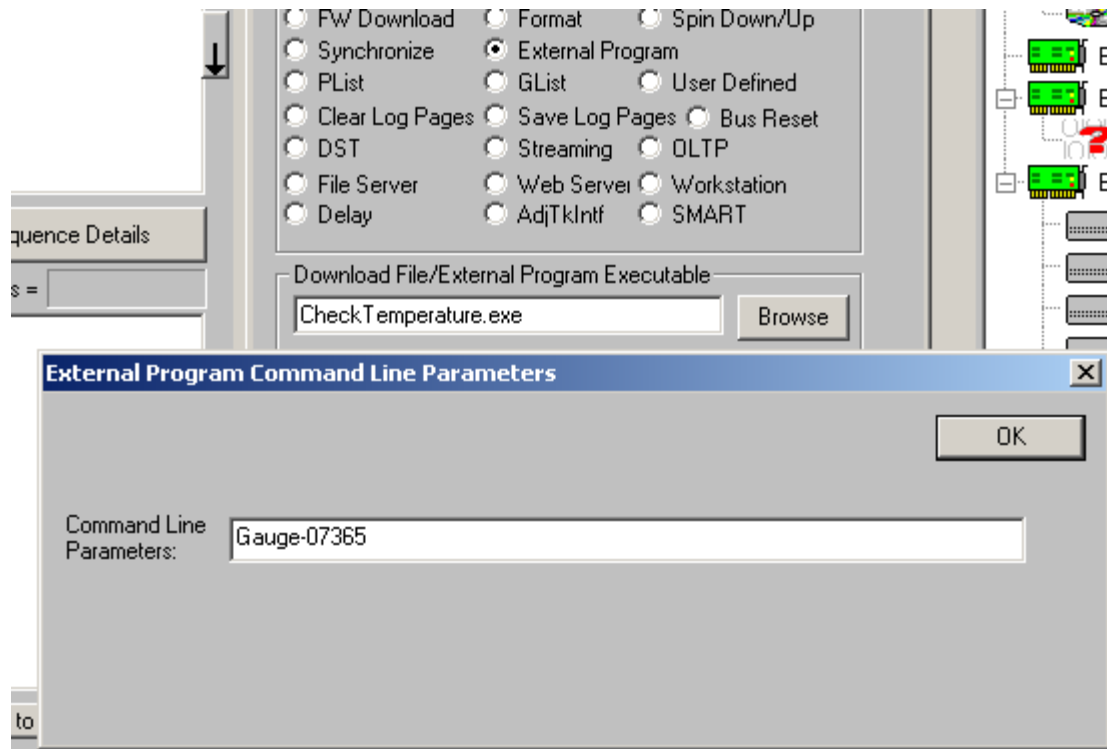 FW Download Format Spin Down/Up
Synchronize External Program
PList GList User Defined
Clear Log Pages Save Log Pages Bus Reset
DST Streaming OLTP
File Server Web Server Workstation
Delay AdjTkIntf SMART
quence Details
Download File/External Program Executable
s =
CheckTemperature.exe Browse
External Program Command Line Parameters
OK
Command Line
Parameters:
Gauge-07365
to